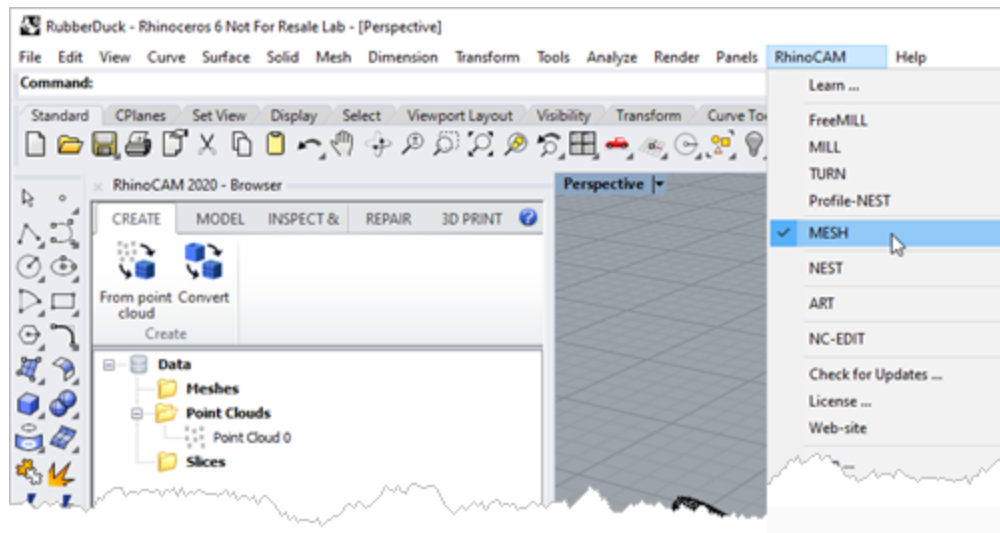 RubberDuck - Rhinoceros 6 Not For Resale Lab - [Perspective]
File Edit View Curve Surface Solid Mesh Dimension Transform Tools Analyze Render Panels RhinoCAM Help
Command:
Standard CPlanes Set View Display Select Viewport Layout Visibility Transform Curve To
RhinoCAM 2020 - Browser
CREATE MODEL INSPECT & REPAIR 3D PRINT
From point cloud
Convert
Create
Data
Meshes
Point Clouds
Point Cloud 0
Slices
Perspective
Learn ...
FreeMILL
MILL
TURN
Profile-NEST
MESH
NEST
ART
NC-EDIT
Check for Updates ...
License ...
Web-site